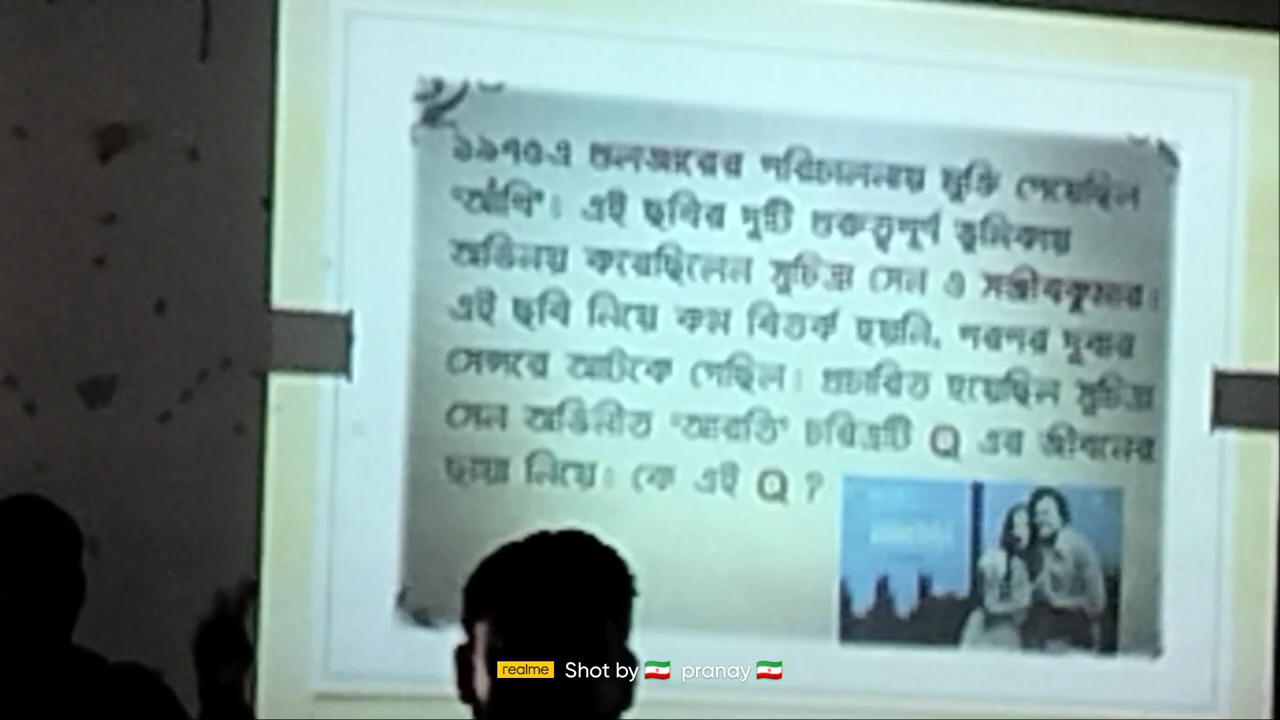 ১৯৭৫এ গুলজারের পরিচালনায় মুক্তি পেয়েছিল
'আঁধি'। এই ছবির দুটি গুরুত্বপূর্ণ ভূমিকায়
অভিনয় করেছিলেন সুচিত্রা সেন ও সঞ্জীবকুমার।
এই ছবি নিয়ে কম বিতর্ক হয়নি, পরপর দুবার
সেন্সরে আটকে গেছিল। প্রচারিত হয়েছিল সুচিত্রা
সেন অভিনীত 'আরতি' চরিত্রটি Q এর জীবনের
ছায়া নিয়ে। কে এই Q ?
realme Shot by 🇮🇷 pranay 🇮🇷